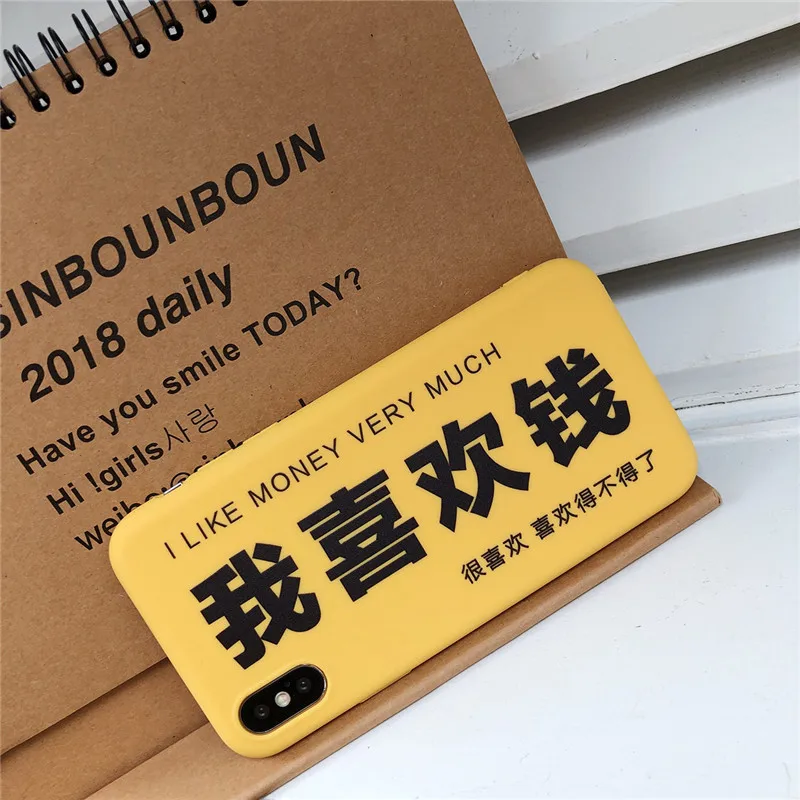 SINBOUNBOUN
2018 daily
Have you smile TODAY?
Hi !girls사랑
I LIKE MONEY VERY MUCH
我喜欢钱
很喜欢 喜欢得不得了